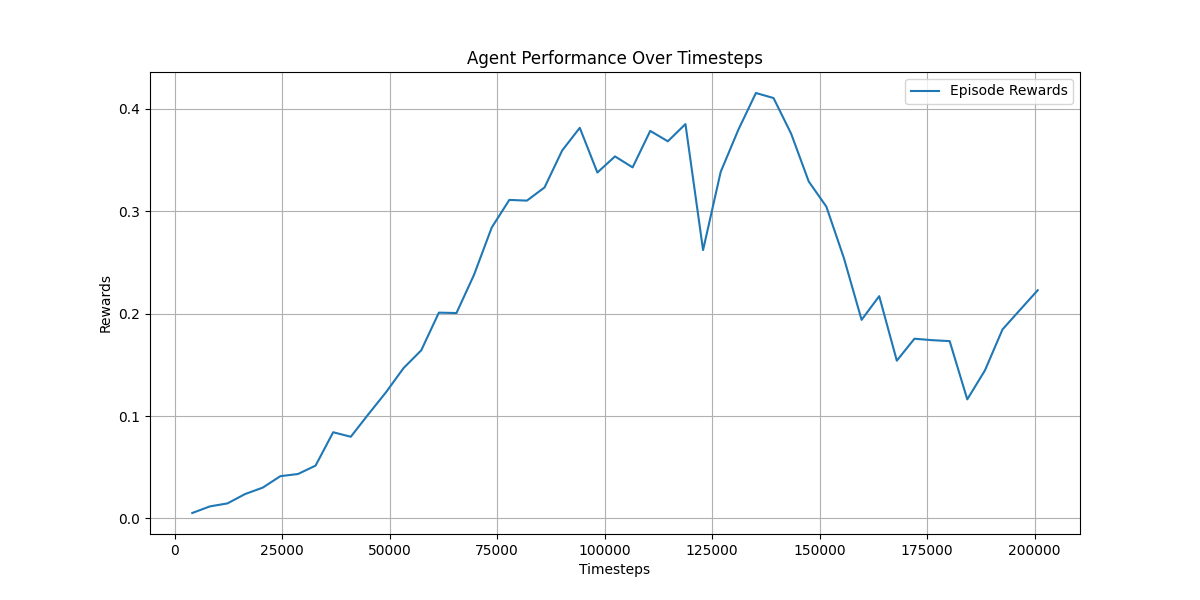 Agent Performance Over Timesteps
Episode Rewards
Rewards
0.4
0.3
0.2
0.1
0.0
0 25000 50000 75000 100000 125000 150000 175000 200000
Timesteps